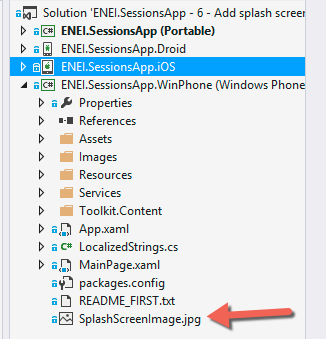 Solution 'ENEI.SessionsApp - 6 - Add splash screen
C# ENEI.SessionsApp (Portable)
ENEI.SessionsApp.Droid
ENEI.SessionsApp.iOS
C# ENEI.SessionsApp.WinPhone (Windows Phone
Properties
References
Assets
Images
Resources
Services
Toolkit.Content
App.xaml
C# LocalizedStrings.cs
MainPage.xaml
packages.config
README_FIRST.txt
SplashScreenImage.jpg